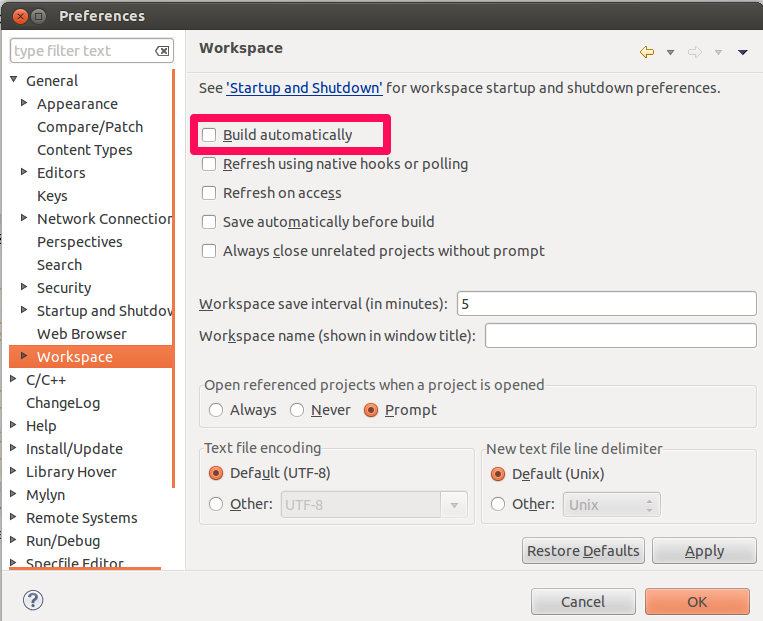 Preferences
type filter text
General
Appearance
Compare/Patch
Content Types
Editors
Keys
Network Connection
Perspectives
Search
Security
Startup and Shutdov
Web Browser
Workspace
C/C++
ChangeLog
Help
Install/Update
Library Hover
Mylyn
Remote Systems
Run/Debug
Specfile Editor
Workspace
See 'Startup and Shutdown' for workspace startup and shutdown preferences.
Build automatically
Refresh using native hooks or polling
Refresh on access
Save automatically before build
Always close unrelated projects without prompt
Workspace save interval (in minutes): 5
Workspace name (shown in window title):
Open referenced projects when a project is opened
Always Never Prompt
Text file encoding
Default (UTF-8)
Other: UTF-8
New text file line delimiter
Default (Unix)
Other: Unix
Restore Defaults Apply
? Cancel OK